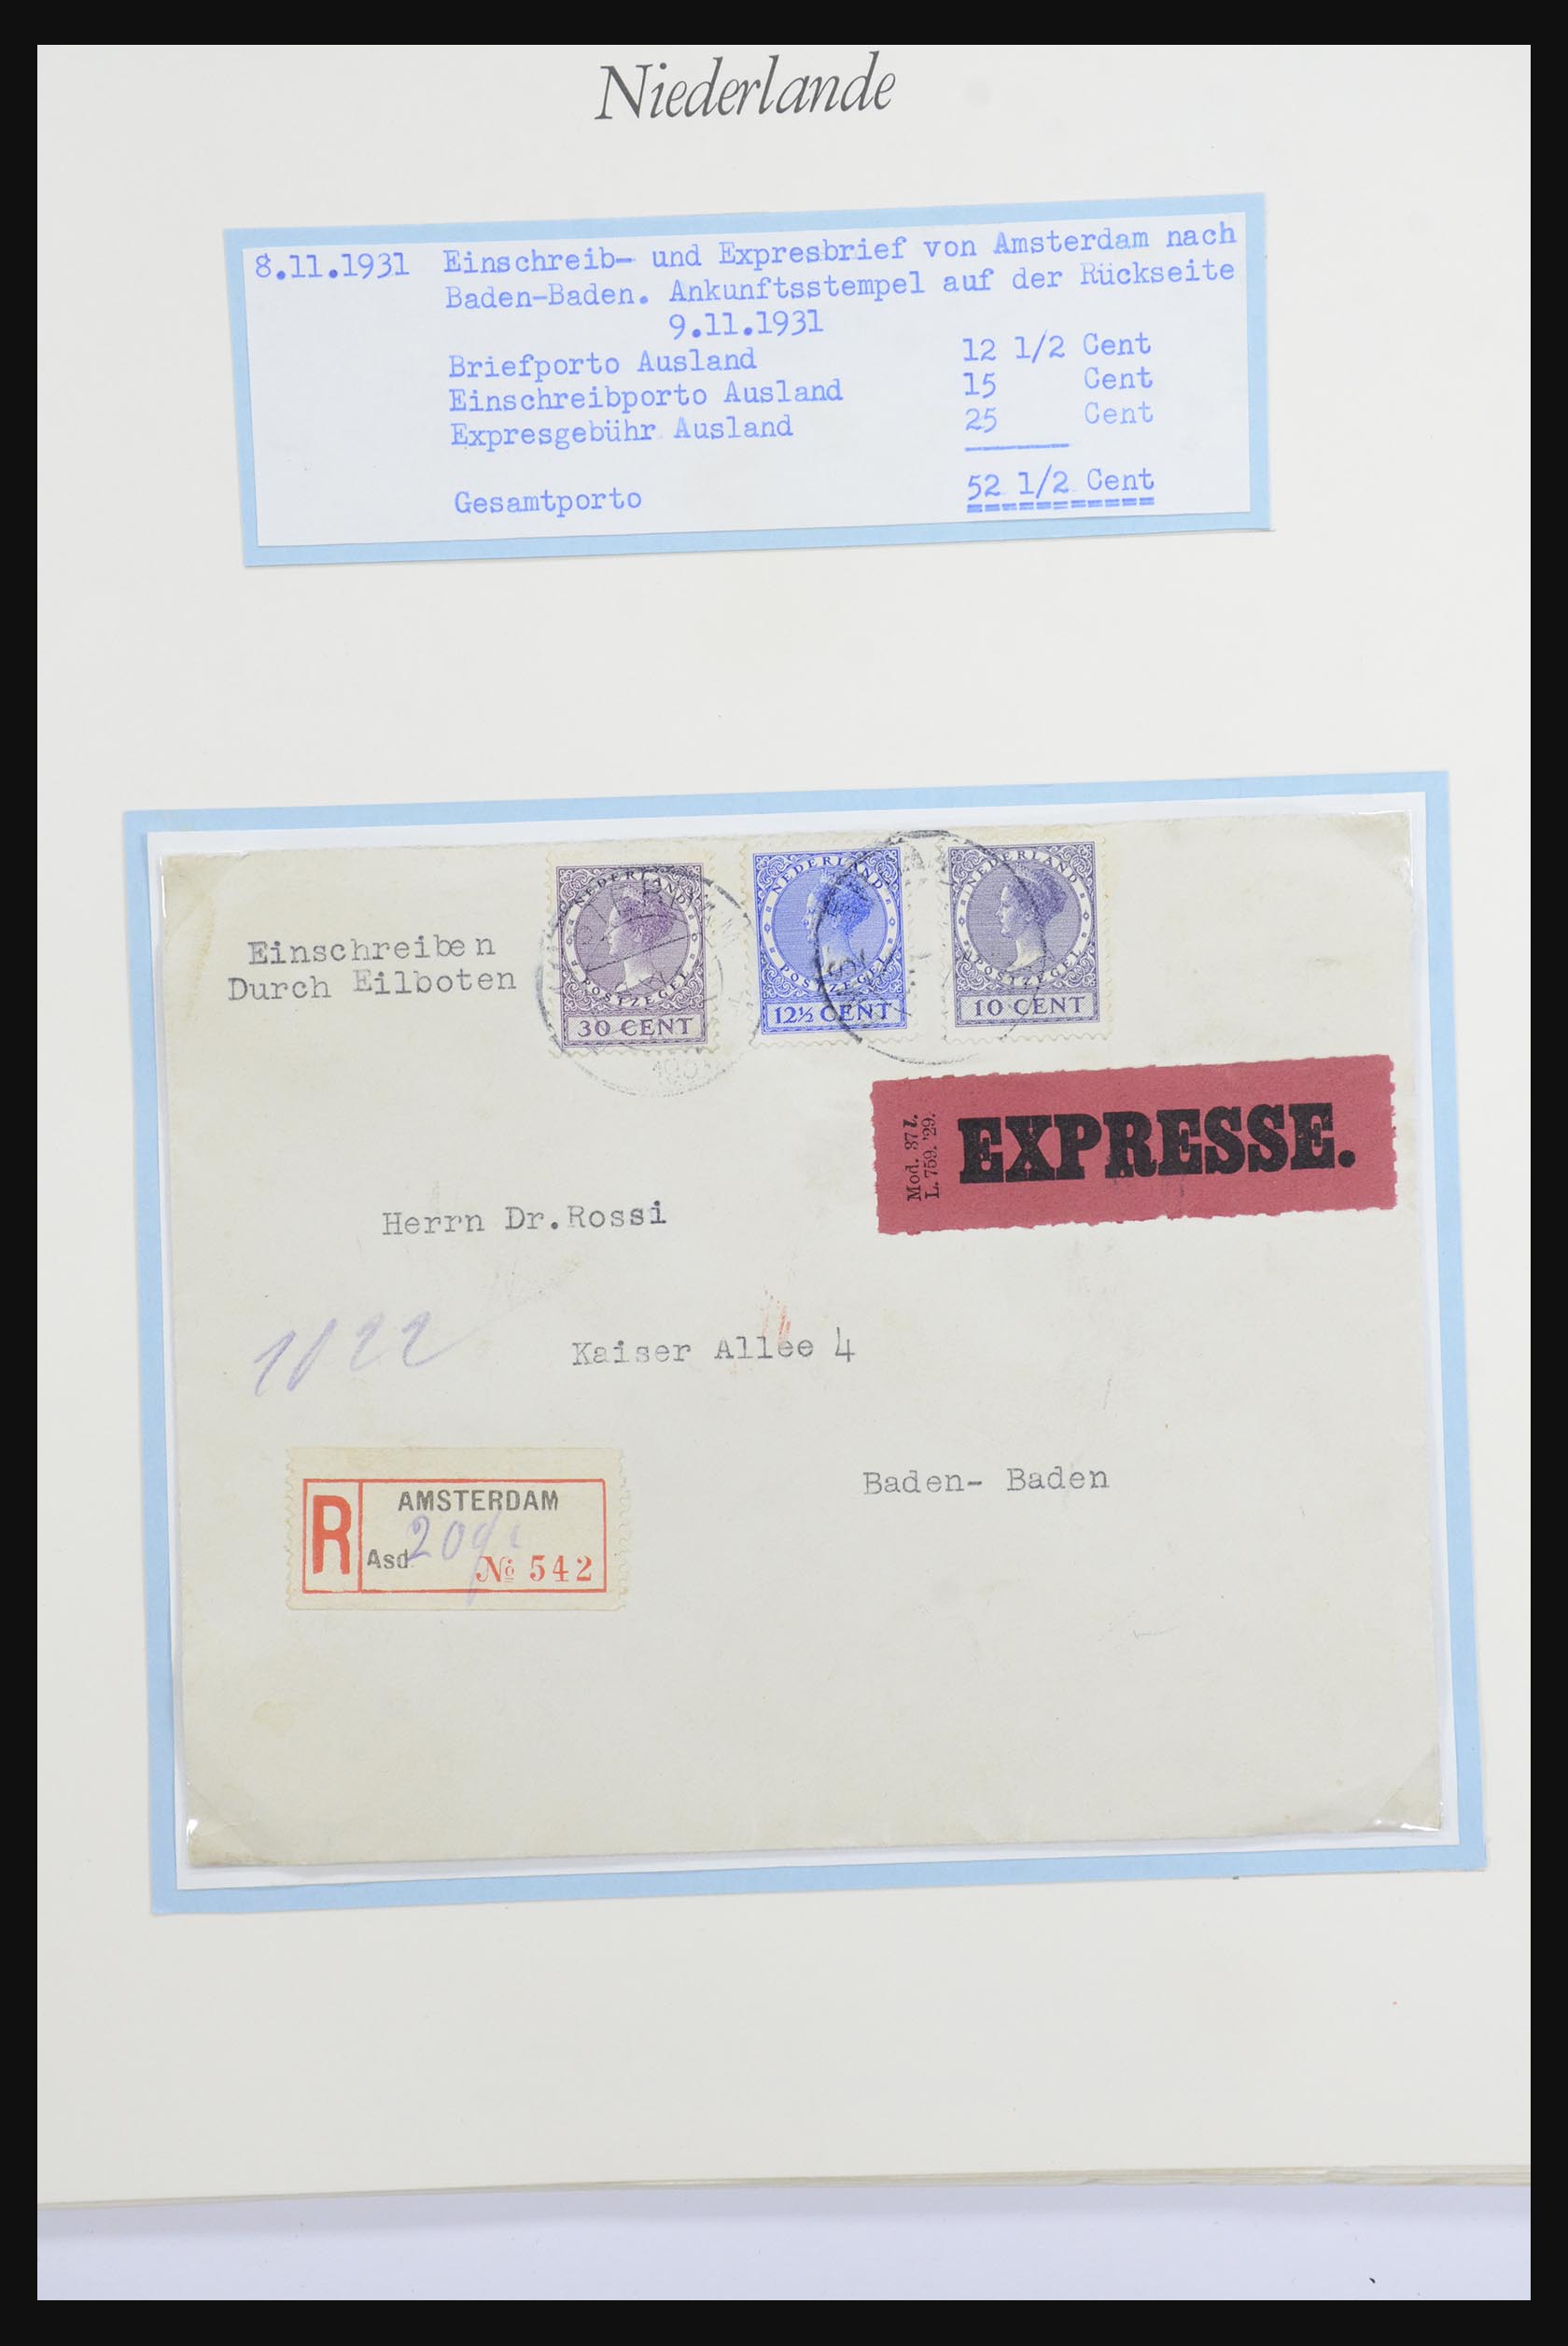 Niederlande
8.11.1931 Einschreib- und Expresbrief von Amsterdam nach
Baden-Baden. Ankunftsstempel auf der Rückseite
9.11.1931
Briefporto Ausland 12 1/2 Cent
Einschreibporto Ausland 15 Cent
Expresgebühr Ausland 25 Cent
Gesamtporto 52 1/2 Cent
Einschreiben
Durch Eilboten
NEDERLAND
POSTZEGEL
30 CENT
NEDERLAND
POSTZEGEL
12½ CENT
NEDERLAND
POSTZEGEL
10 CENT
Mod. 37 l.
L. 759. '29.
EXPRESSE.
Herrn Dr.Rossi
1822
Kaiser Allee 4
Baden- Baden
R
AMSTERDAM
Asd
No 542